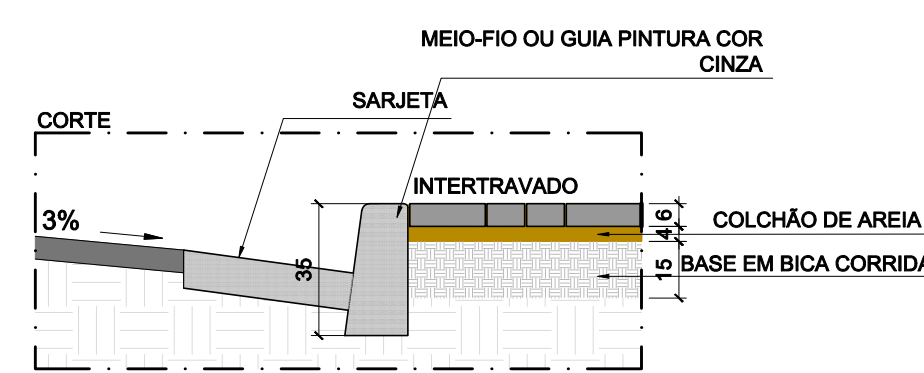 MEIO-FIO OU GUIA PINTURA COR
CINZA
SARJETA
CORTE
INTERTRAVADO
3%
6
COLCHÃO DE AREIA
4
35
15
BASE EM BICA CORRIDA